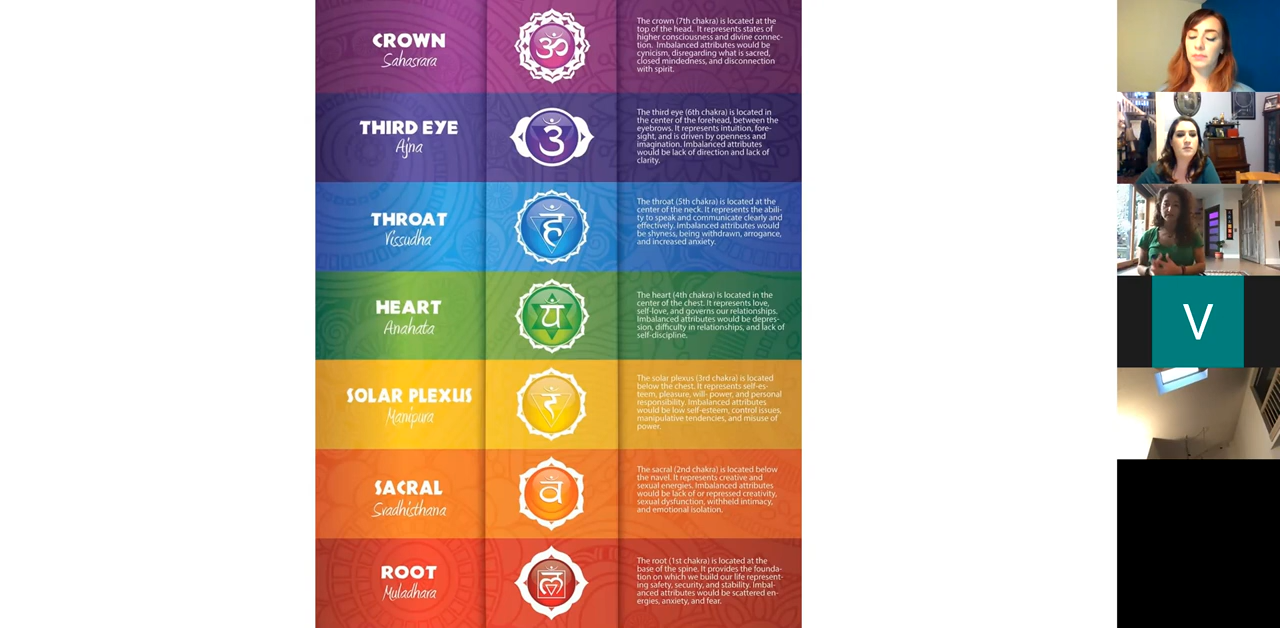 CROWN
Sahasrara
ॐ
The crown (7th chakra) is located at the
top of the head. It represents states of
higher consciousness and divine connec-
tion. Imbalanced attributes would be
cynicism, disregarding what is sacred,
closed mindedness, and disconnection
with spirit.
THIRD EYE
Ajna
The third eye (6th chakra) is located in
the center of the forehead, between the
eyebrows. It represents intuition, fore-
sight, and is driven by openness and
imagination. Imbalanced attributes
would be lack of direction and lack of
clarity.
THROAT
Vissudha
हं
The throat (5th chakra) is located at the
center of the neck. It represents the abili-
ty to speak and communicate clearly and
effectively. Imbalanced attributes would
be shyness, being withdrawn, arrogance,
and increased anxiety.
HEART
Anahata
यं
The heart (4th chakra) is located in the
center of the chest. It represents love,
self-love, and governs our relationships.
Imbalanced attributes would be depres-
sion, difficulty in relationships, and lack of
self-discipline.
SOLAR PLEXUS
Manipura
रं
The solar plexus (3rd chakra) is located
below the chest. It represents self-es-
teem, pleasure, will- power, and personal
responsibility. Imbalanced attributes
would be low self-esteem, control issues,
manipulative tendencies, and misuse of
power.
SACRAL
Svadhisthana
वं
The sacral (2nd chakra) is located below
the navel. It represents creative and
sexual energies. Imbalanced attributes
would be lack of or repressed creativity,
sexual dysfunction, withheld intimacy,
and emotional isolation.
ROOT
Muladhara
लं
The root (1st chakra) is located at the
base of the spine. It provides the founda-
tion on which we build our life represent-
ing safety, security, and stability. Imbal-
anced attributes would be scattered en-
ergies, anxiety, and fear.
V